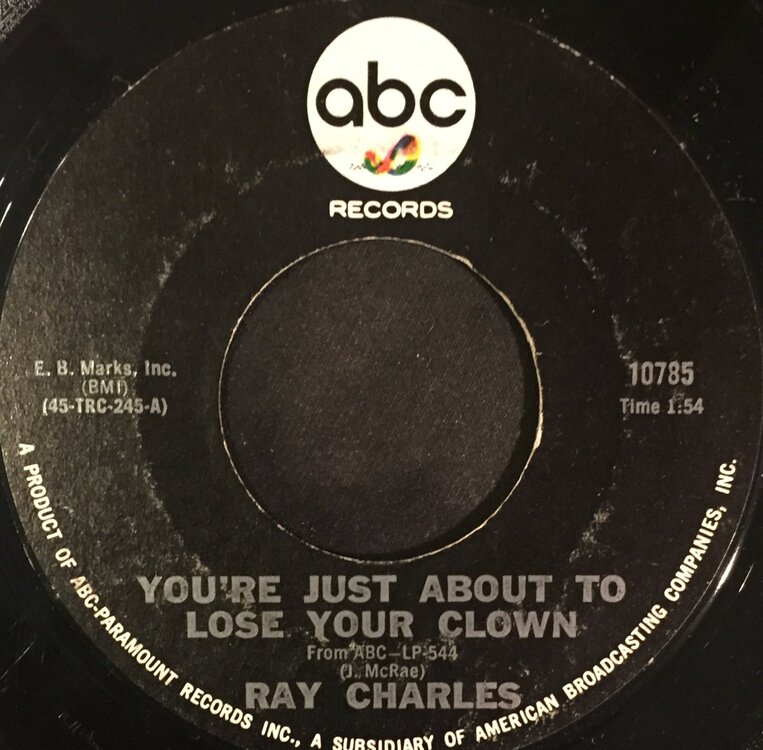 abc
RECORDS
E. B. Marks, Inc.
(BMI)
(45-TRC-245-A)
10785
Time 1:54
YOU'RE JUST ABOUT TO
LOSE YOUR CLOWN
From ABC-LP-544
(J. McRae)
RAY CHARLES
A PRODUCT OF ABC-PARAMOUNT RECORDS INC., A SUBSIDIARY OF AMERICAN BROADCASTING COMPANIES, INC.